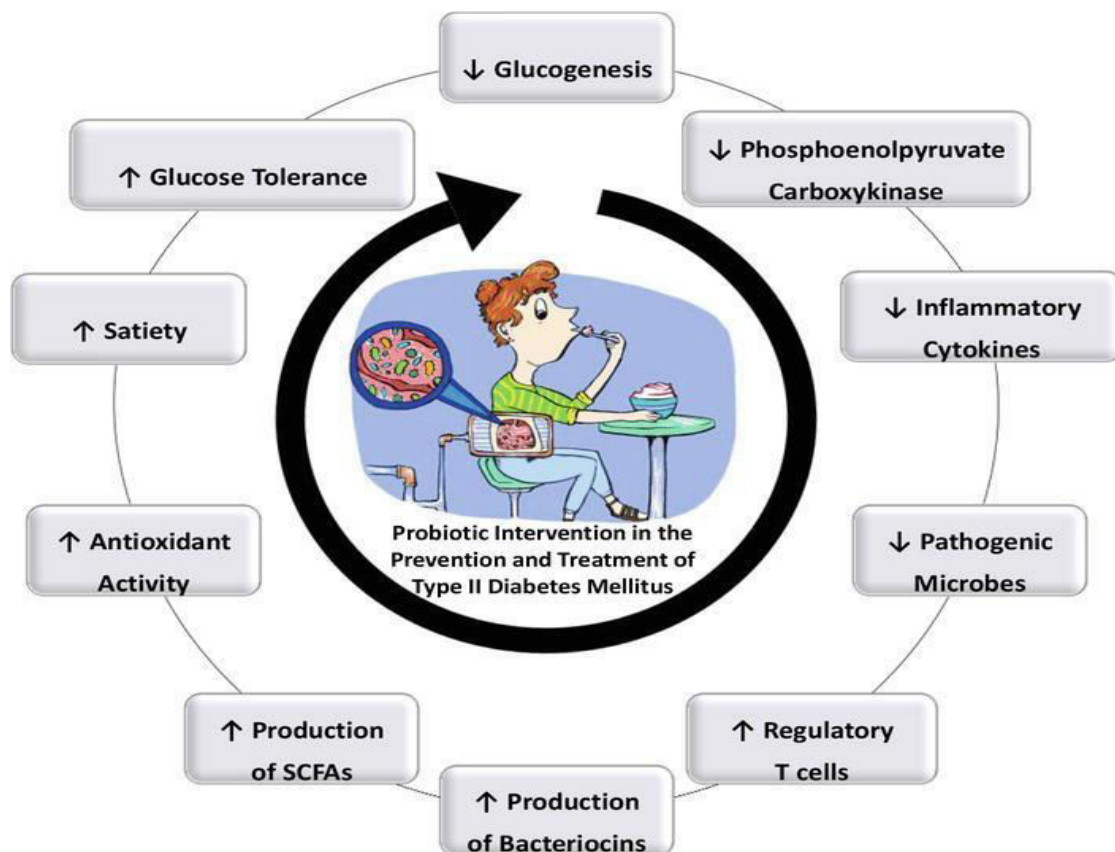 ↓ Glucogenesis
↓ Phosphoenolpyruvate
Carboxykinase
↓ Inflammatory
Cytokines
↓ Pathogenic
Microbes
↑ Regulatory
T cells
↑ Production
of Bacteriocins
↑ Production
of SCFAs
↑ Antioxidant
Activity
↑ Satiety
↑ Glucose Tolerance
Probiotic Intervention in the
Prevention and Treatment of
Type II Diabetes Mellitus